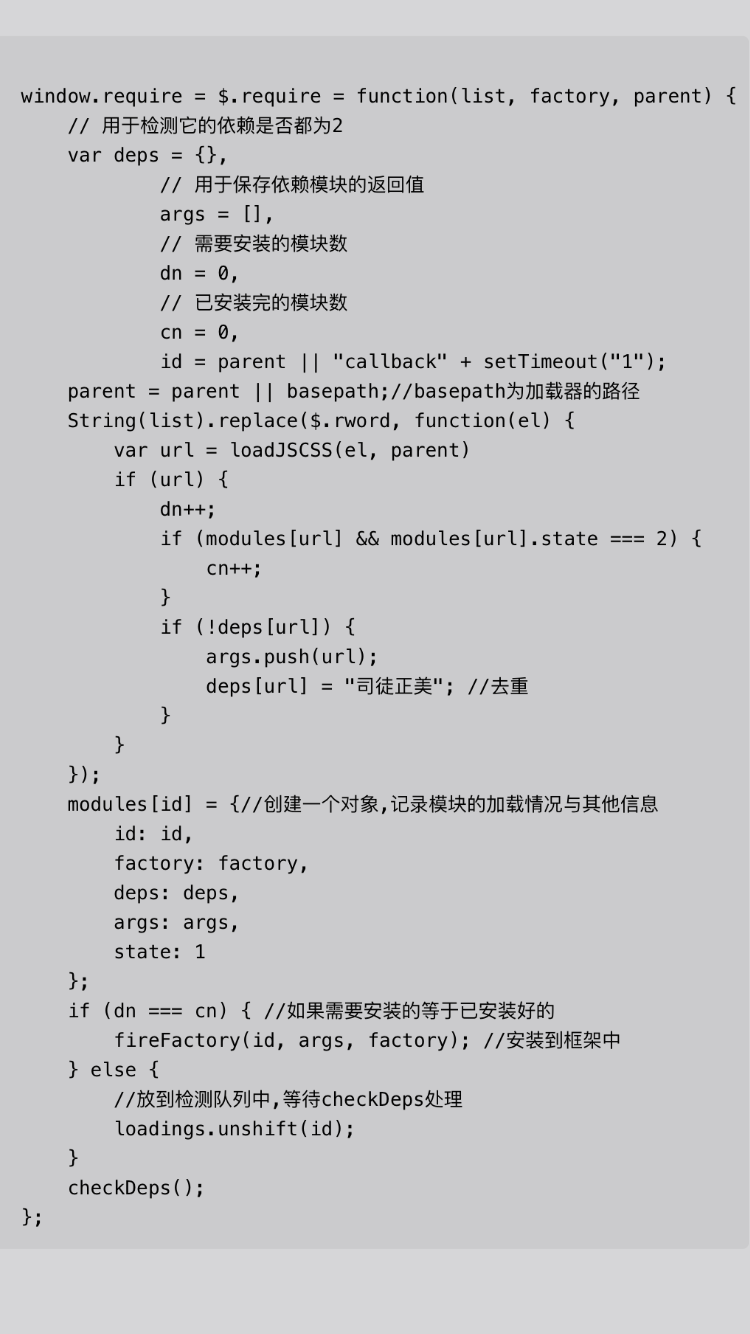 window.require = $.require = function(list, factory, parent) {
    // 用于检测它的依赖是否都为2
    var deps = {},
            // 用于保存依赖模块的返回值
            args = [],
            // 需要安装的模块数
            dn = 0,
            // 已安装完的模块数
            cn = 0,
            id = parent || "callback" + setTimeout("1");
    parent = parent || basepath;//basepath为加载器的路径
    String(list).replace($.rword, function(el) {
        var url = loadJSCSS(el, parent)
        if (url) {
            dn++;
            if (modules[url] && modules[url].state === 2) {
                cn++;
            }
            if (!deps[url]) {
                args.push(url);
                deps[url] = "司徒正美"; //去重
            }
        }
    });
    modules[id] = {//创建一个对象,记录模块的加载情况与其他信息
        id: id,
        factory: factory,
        deps: deps,
        args: args,
        state: 1
    };
    if (dn === cn) { //如果需要安装的等于已安装好的
        fireFactory(id, args, factory); //安装到框架中
    } else {
        //放到检测队列中,等待checkDeps处理
        loadings.unshift(id);
    }
    checkDeps();
};